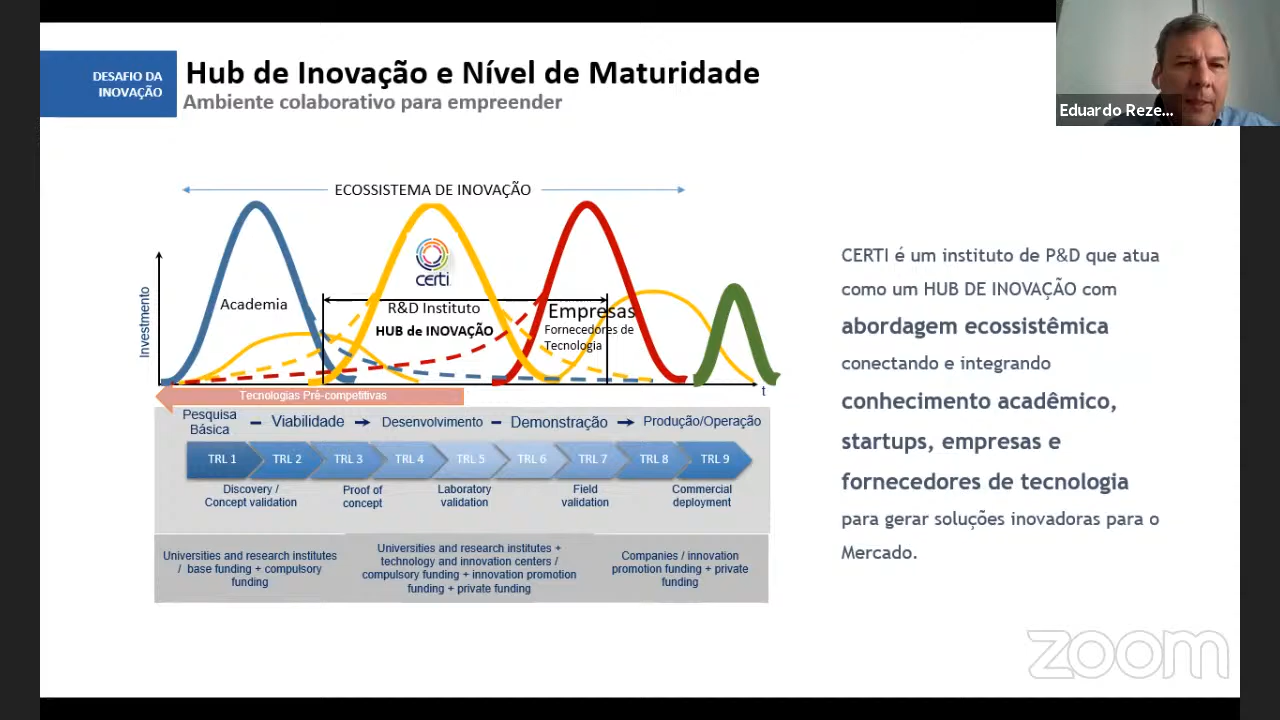 DESAFIO DA
INOVAÇÃO
Hub de Inovação e Nível de Maturidade
Ambiente colaborativo para empreender
Eduardo Reze...
ECOSSISTEMA DE INOVAÇÃO
Investmento
certi
Academia
R&D Instituto
HUB de INOVAÇÃO
Empresas
Fornecedores de
Tecnologia
t
Tecnologias Pré-competitivas
Pesquisa
Básica
Viabilidade
Desenvolvimento
Demonstração
Produção/Operação
TRL 1 TRL 2 TRL 3 TRL 4 TRL 5 TRL 6 TRL 7 TRL 8 TRL 9
Discovery /
Concept validation
Proof of
concept
Laboratory
validation
Field
validation
Commercial
deployment
Universities and research institutes
/ base funding + compulsory
funding
Universities and research institutes +
technology and innovation centers /
compulsory funding + innovation promotion
funding + private funding
Companies / innovation
promotion funding + private
funding
CERTI é um instituto de P&D que atua
como um HUB DE INOVAÇÃO com
abordagem ecossistêmica
conectando e integrando
conhecimento acadêmico,
startups, empresas e
fornecedores de tecnologia
para gerar soluções inovadoras para o
Mercado.
zoom